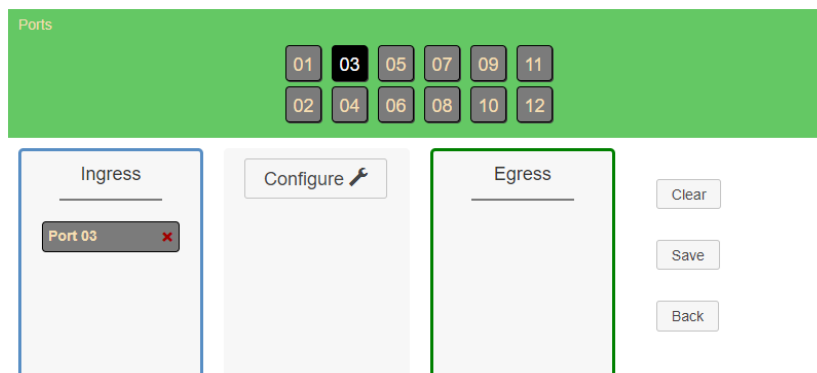 Ports
01 03 05 07 09 11
02 04 06 08 10 12
Ingress
Configure
Egress
Port 03
Clear
Save
Back